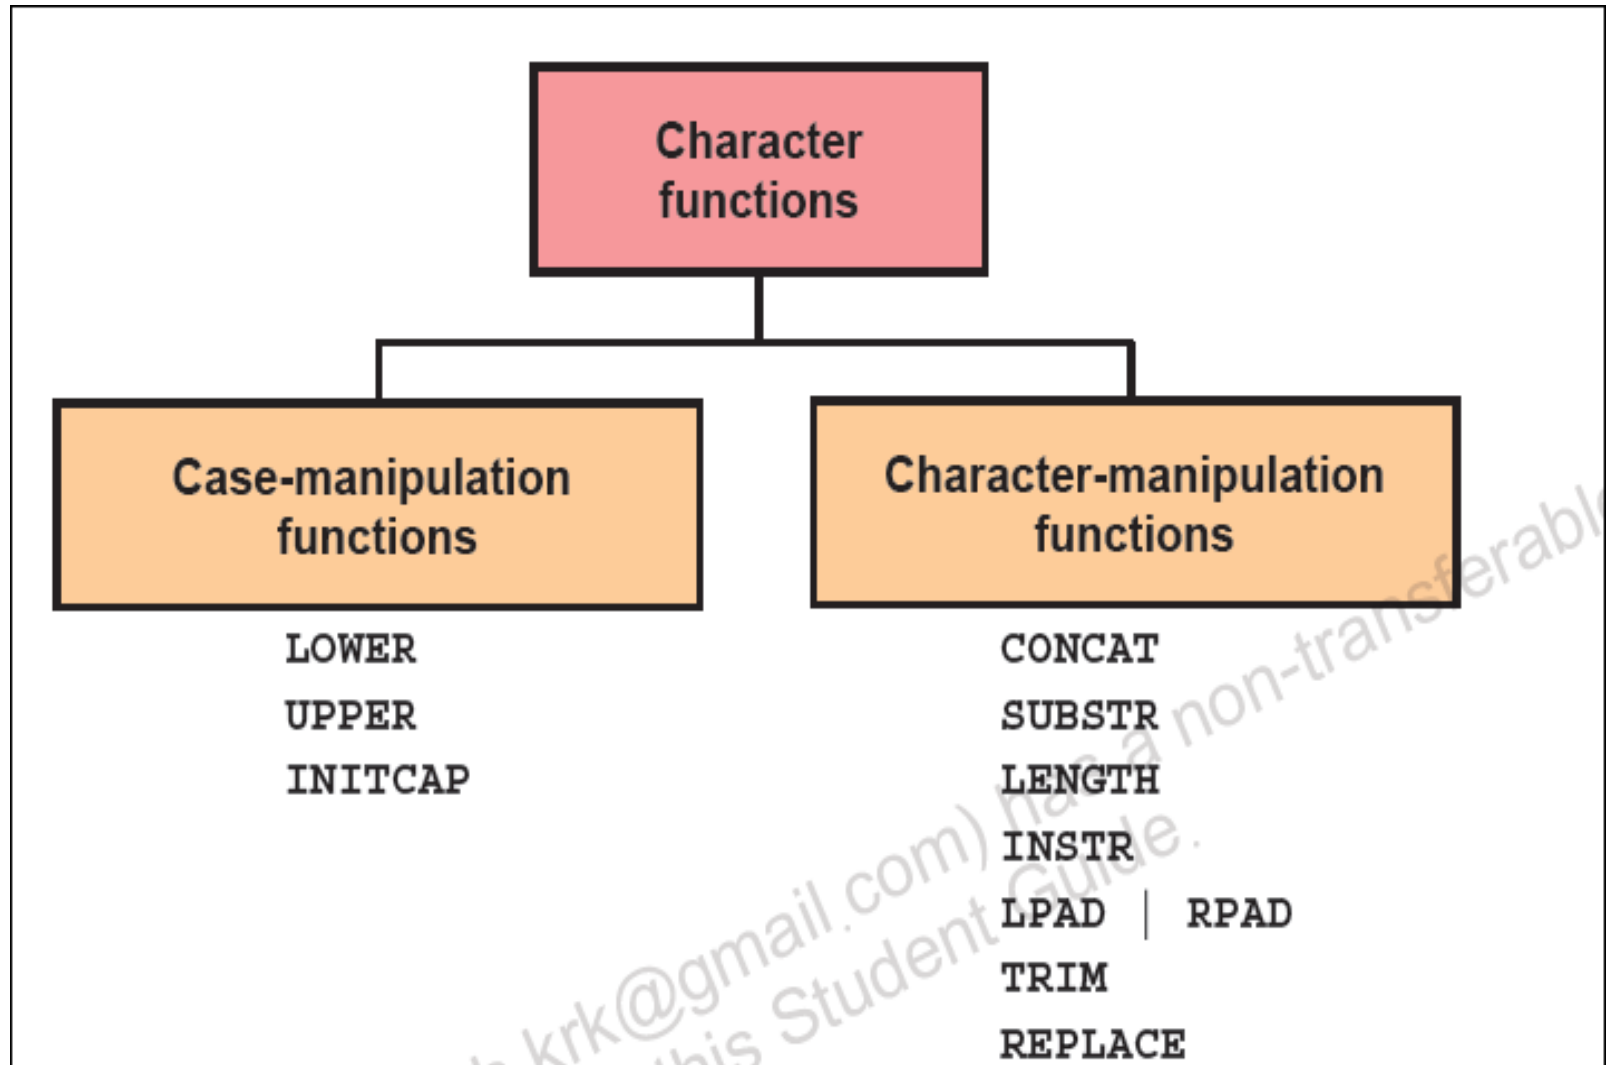 Character
functions
Case-manipulation
functions
Character-manipulation
functions
LOWER
UPPER
INITCAP
CONCAT
SUBSTR
LENGTH
INSTR
LPAD | RPAD
TRIM
REPLACE
krk@gmail.com) has a non-transferable
this Student Guide.